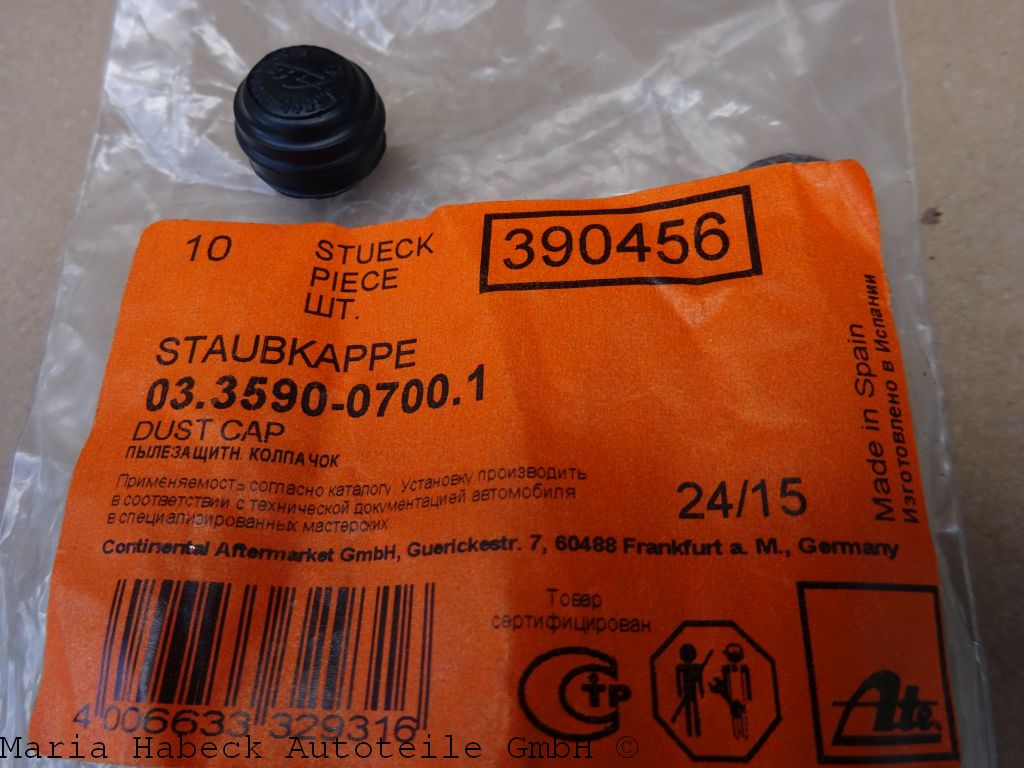 10
STUECK
PIECE
ШТ.
390456
STAUBKAPPE
03.3590-0700.1
DUST CAP
ПЫЛЕЗАЩИТН. КОЛПАЧОК
Применяемость согласно каталогу. Установку производить
в соответствии с технической документацией автомобиля
в специализированных мастерских
24/15
Made in Spain
Изготовлено в Испании
Continental Aftermarket GmbH, Guerickestr. 7, 60488 Frankfurt a. M., Germany
4 006633 329316
Товар
сертифицирован
стр
Ate
Maria Habeck Autoteile GmbH ©